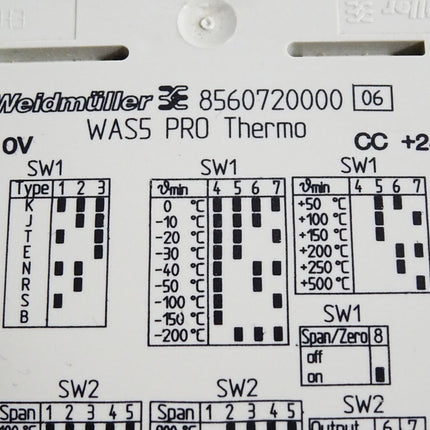 Weidmüller 8560720000 06
WAS5 PRO Thermo
0V CC +2
SW1 SW1 SW1
Type 1 2 3
K
J
T
E
N
R
S
B
ϑmin 4 5 6 7
0 °C
-10 °C
-20 °C
-30 °C
-40 °C
-50 °C
-100 °C
-150 °C
-200 °C
ϑmin 4 5 6 7
+50 °C
+100 °C
+150 °C
+200 °C
+250 °C
+500 °C
SW1
Span/Zero 8
off
on
SW2 SW2 SW2
Span 1 2 3 4 5
Span 1 2 3 4 5
Output 6 7